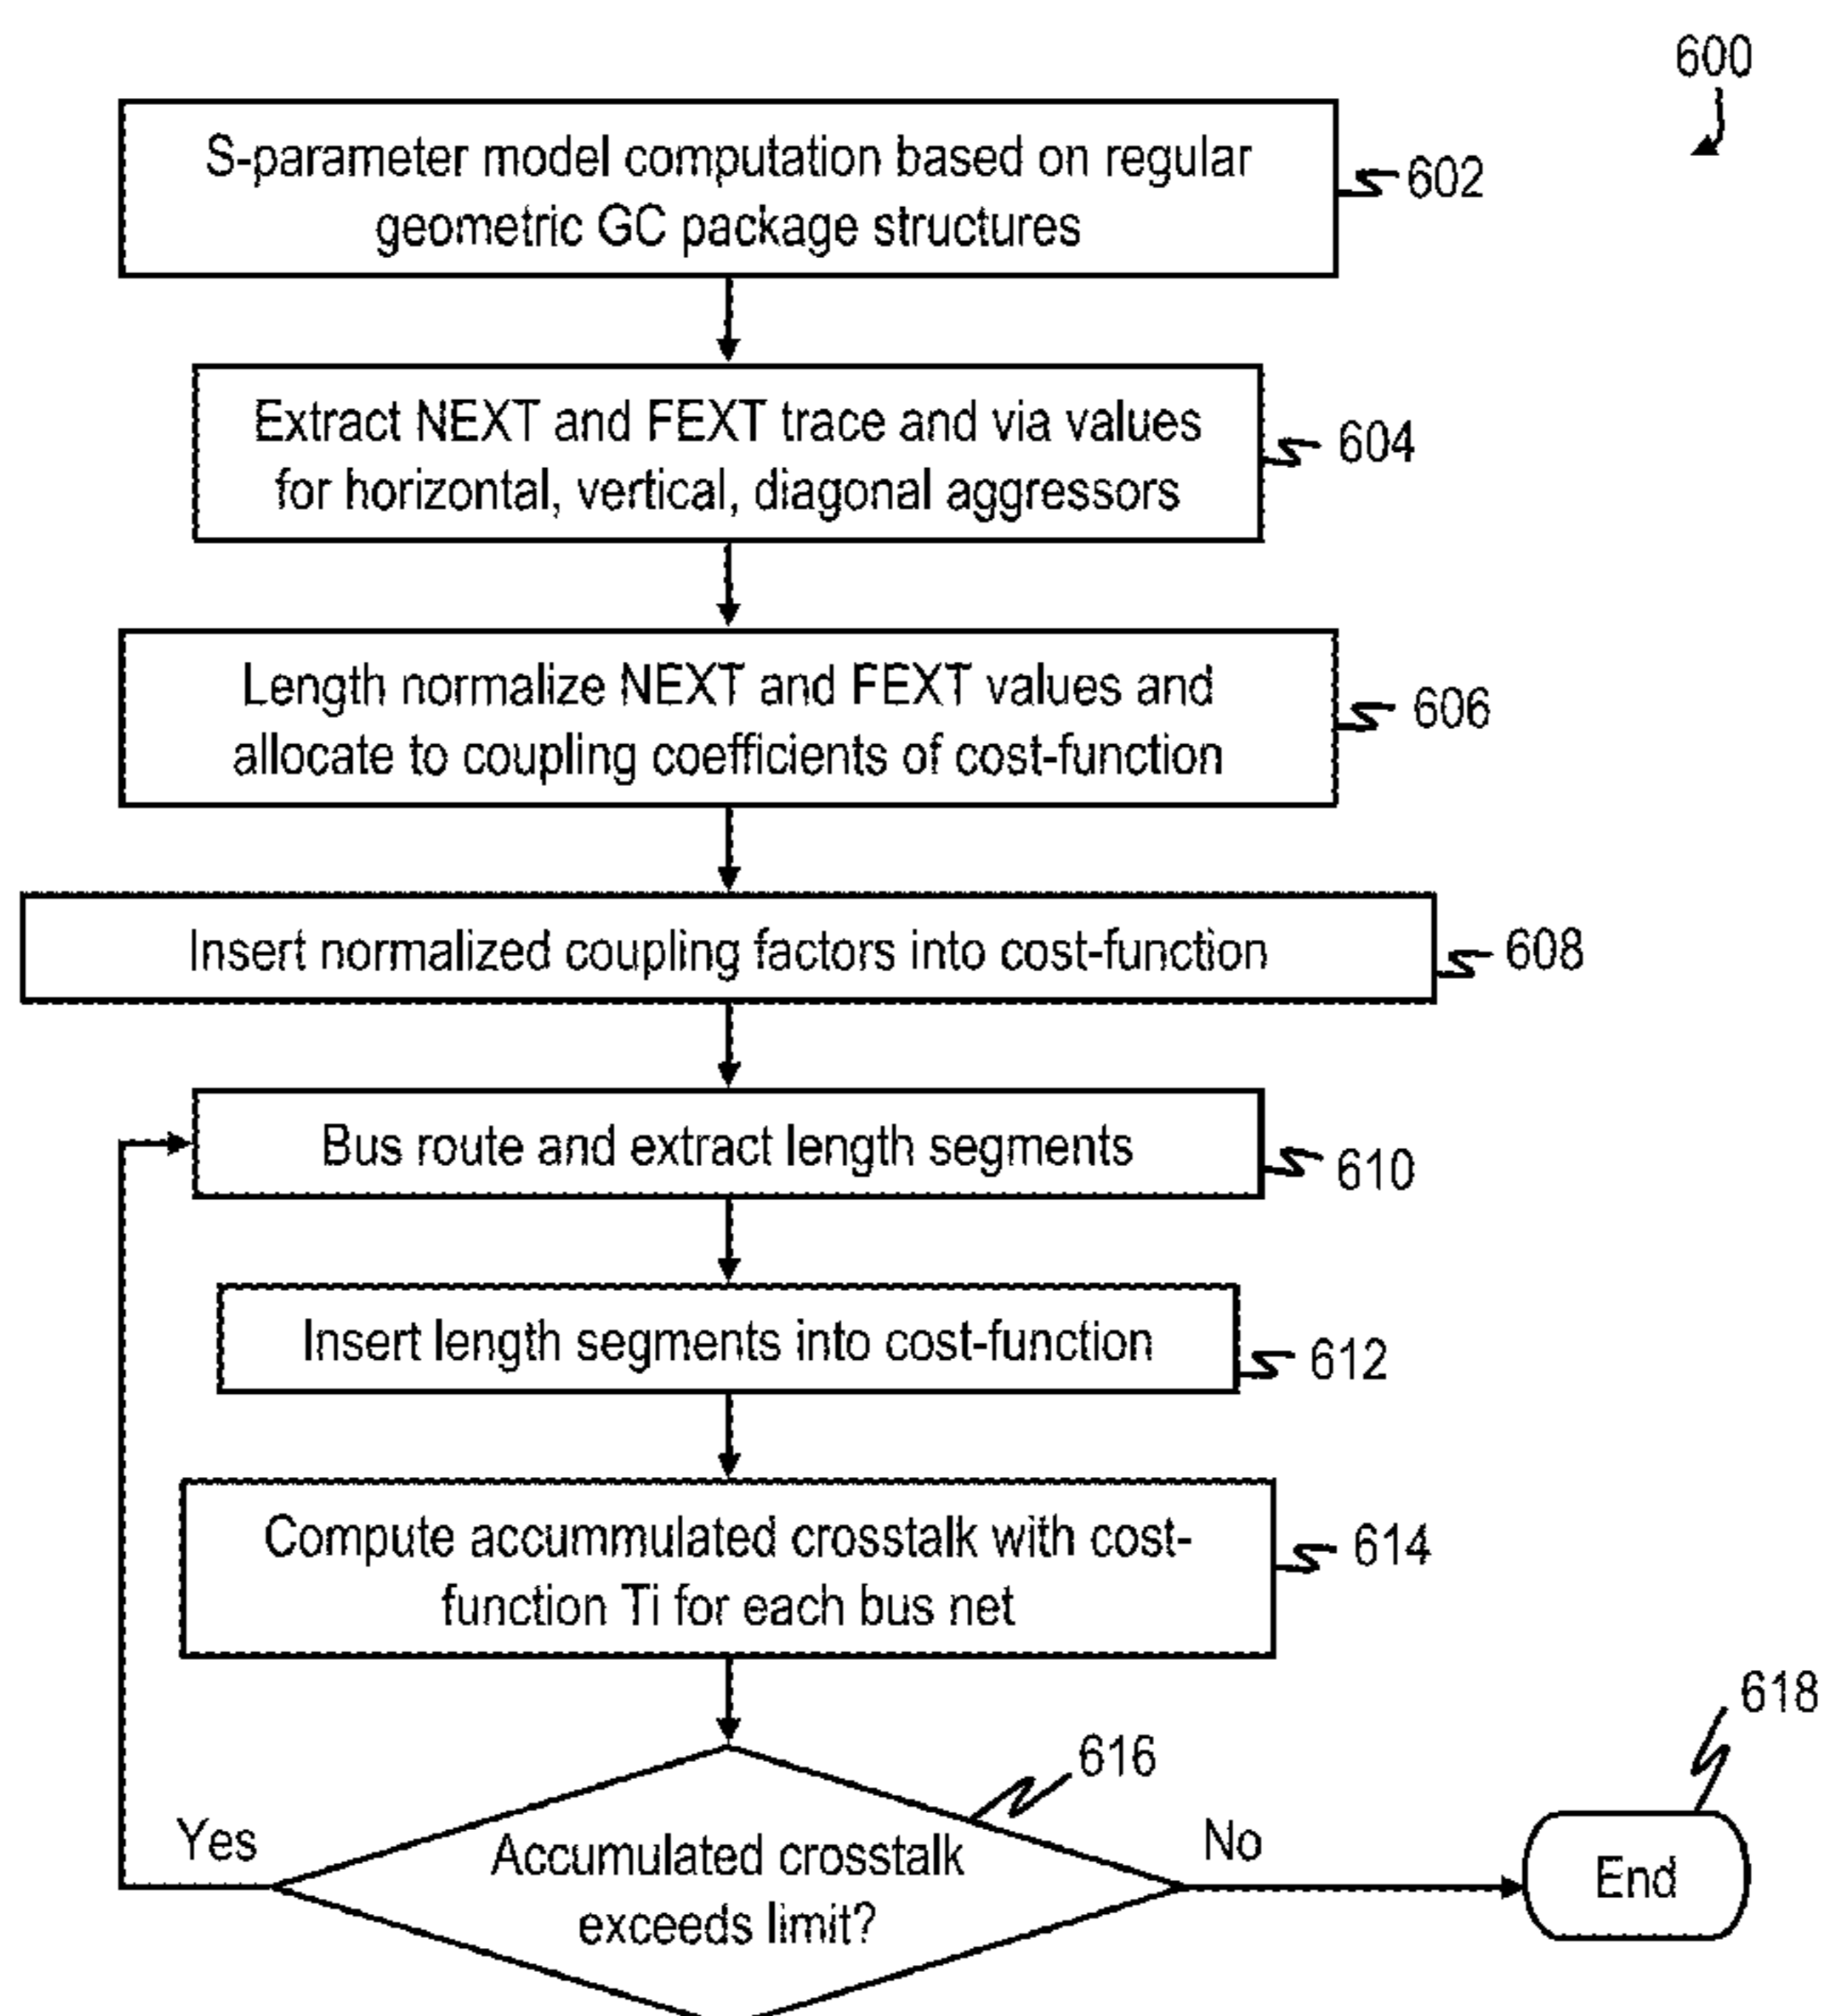 600
S-parameter model computation based on regular
geometric GC package structures
602
Extract NEXT and FEXT trace and via values
for horizontal, vertical, diagonal aggressors
604
Length normalize NEXT and FEXT values and
allocate to coupling coefficients of cost-function
606
Insert normalized coupling factors into cost-function
608
Bus route and extract length segments
610
Insert length segments into cost-function
612
Compute accummulated crosstalk with cost-
function Ti for each bus net
614
618
616
Yes
Accumulated crosstalk
exceeds limit?
No
End